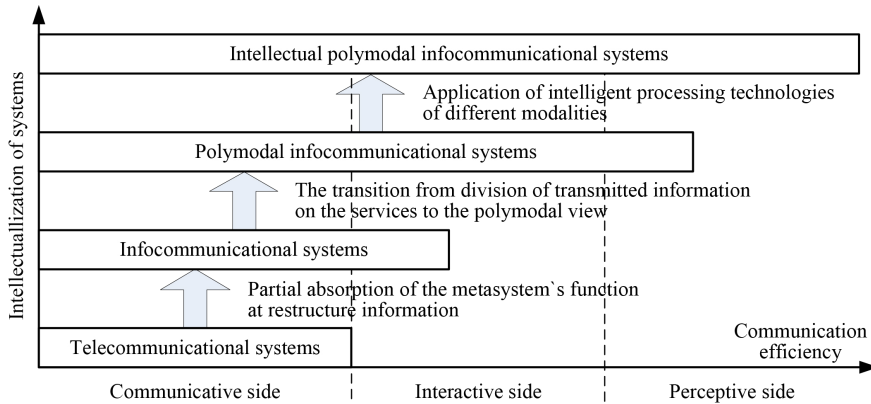 Intellectuallization of systems
Intellectual polymodal infocommunicational systems
Application of intelligent processing technologies
of different modalities
Polymodal infocommunicational systems
The transition from division of transmitted information
on the services to the polymodal view
Infocommunicational systems
Partial absorption of the metasystem`s function
at restructure information
Telecommunicational systems
Communication
efficiency
Communicative side
Interactive side
Perceptive side